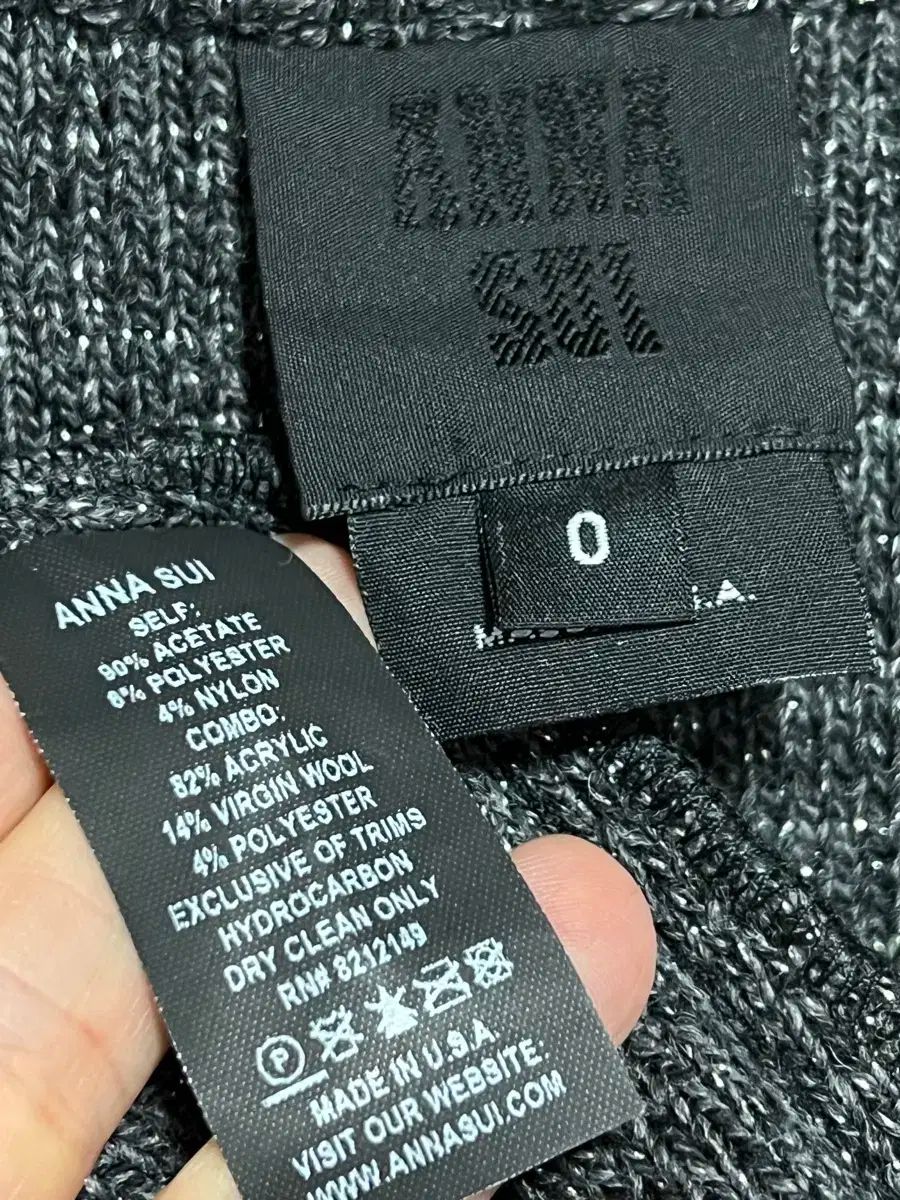 ANNA
SUI
0
ANNA SUI
SELF:
90% ACETATE
6% POLYESTER
4% NYLON
COMBO:
82% ACRYLIC
14% VIRGIN WOOL
4% POLYESTER
EXCLUSIVE OF TRIMS
HYDROCARBON
DRY CLEAN ONLY
RN# 8212149
P
MADE IN U.S.A.
VISIT OUR WEBSITE:
WWW.ANNASUI.COM